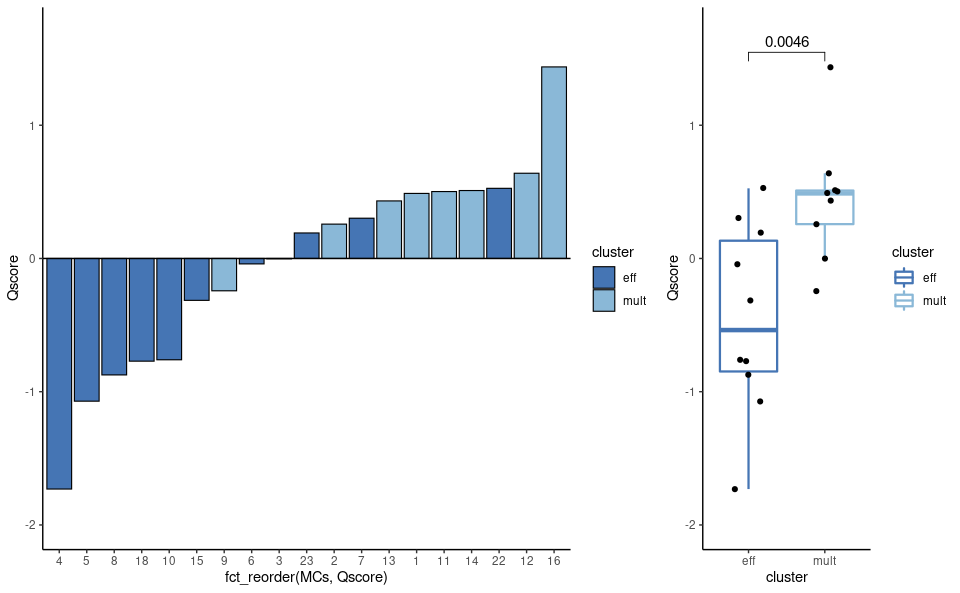 Qscore
1
0
-1
-2
4 5 8 18 10 15 9 6 3 23 2 7 13 1 11 14 22 12 16
fct_reorder(MCs, Qscore)
cluster
eff
mult
Qscore
1
0
-1
-2
0.0046
eff mult
cluster
cluster
eff
mult